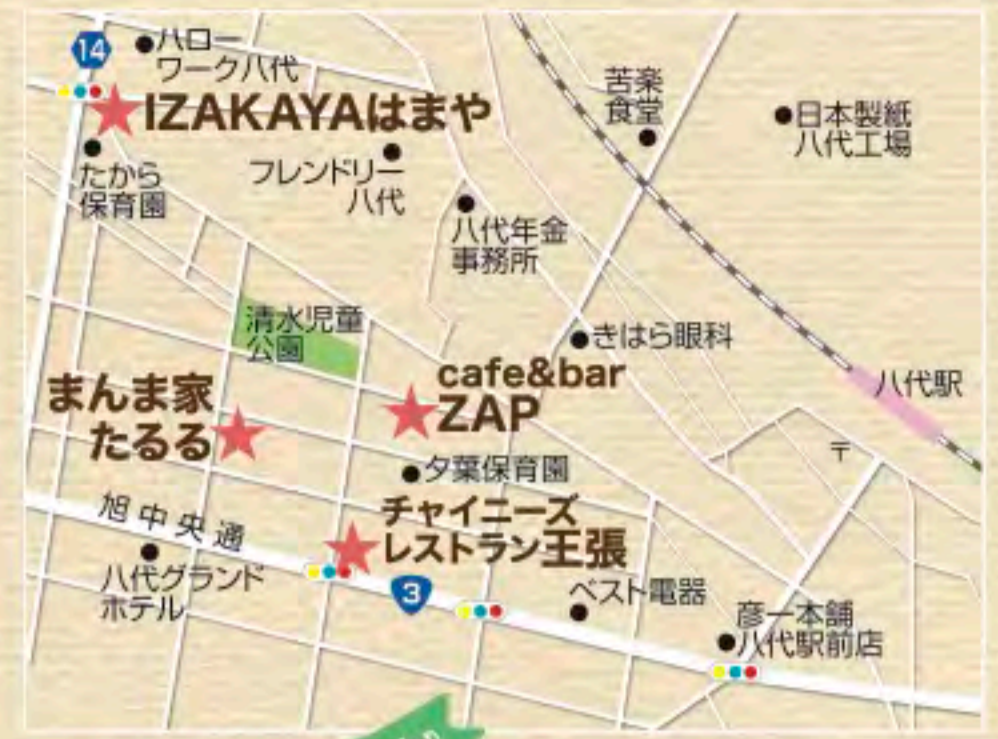 14
ハロー
ワーク八代
IZAKAYAはまや
たから
保育園
フレンドリー
八代
八代年金
事務所
苦楽
食堂
日本製紙
八代工場
清水児童
公園
きはら眼科
cafe&bar
ZAP
まんま家
たるる
八代駅
〒
夕葉保育園
チャイニーズ
レストラン王張
旭中央通
八代グランド
ホテル
3
ベスト電器
彦一本舗
八代駅前店